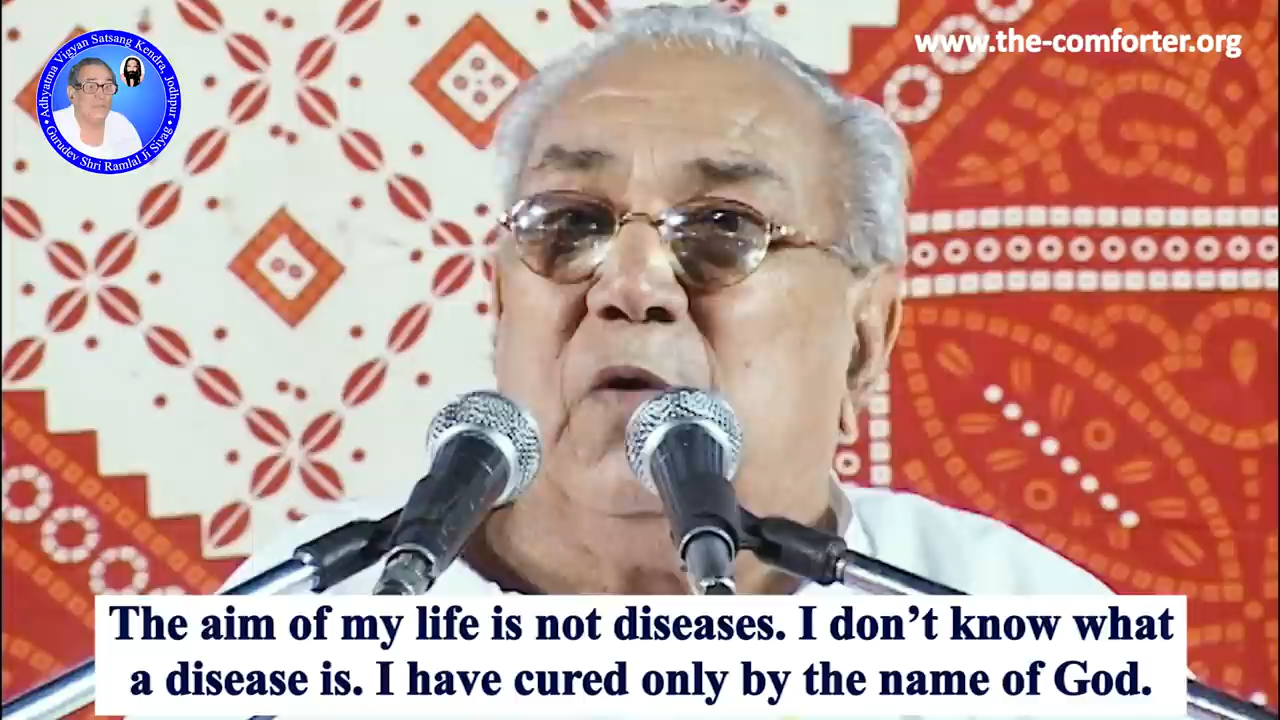 Adhyatma Vigyan Satsang Kendra, Jodhpur
• Gurudev Shri Ramlal Ji Siyag •
www.the-comforter.org
The aim of my life is not diseases. I don’t know what
a disease is. I have cured only by the name of God.